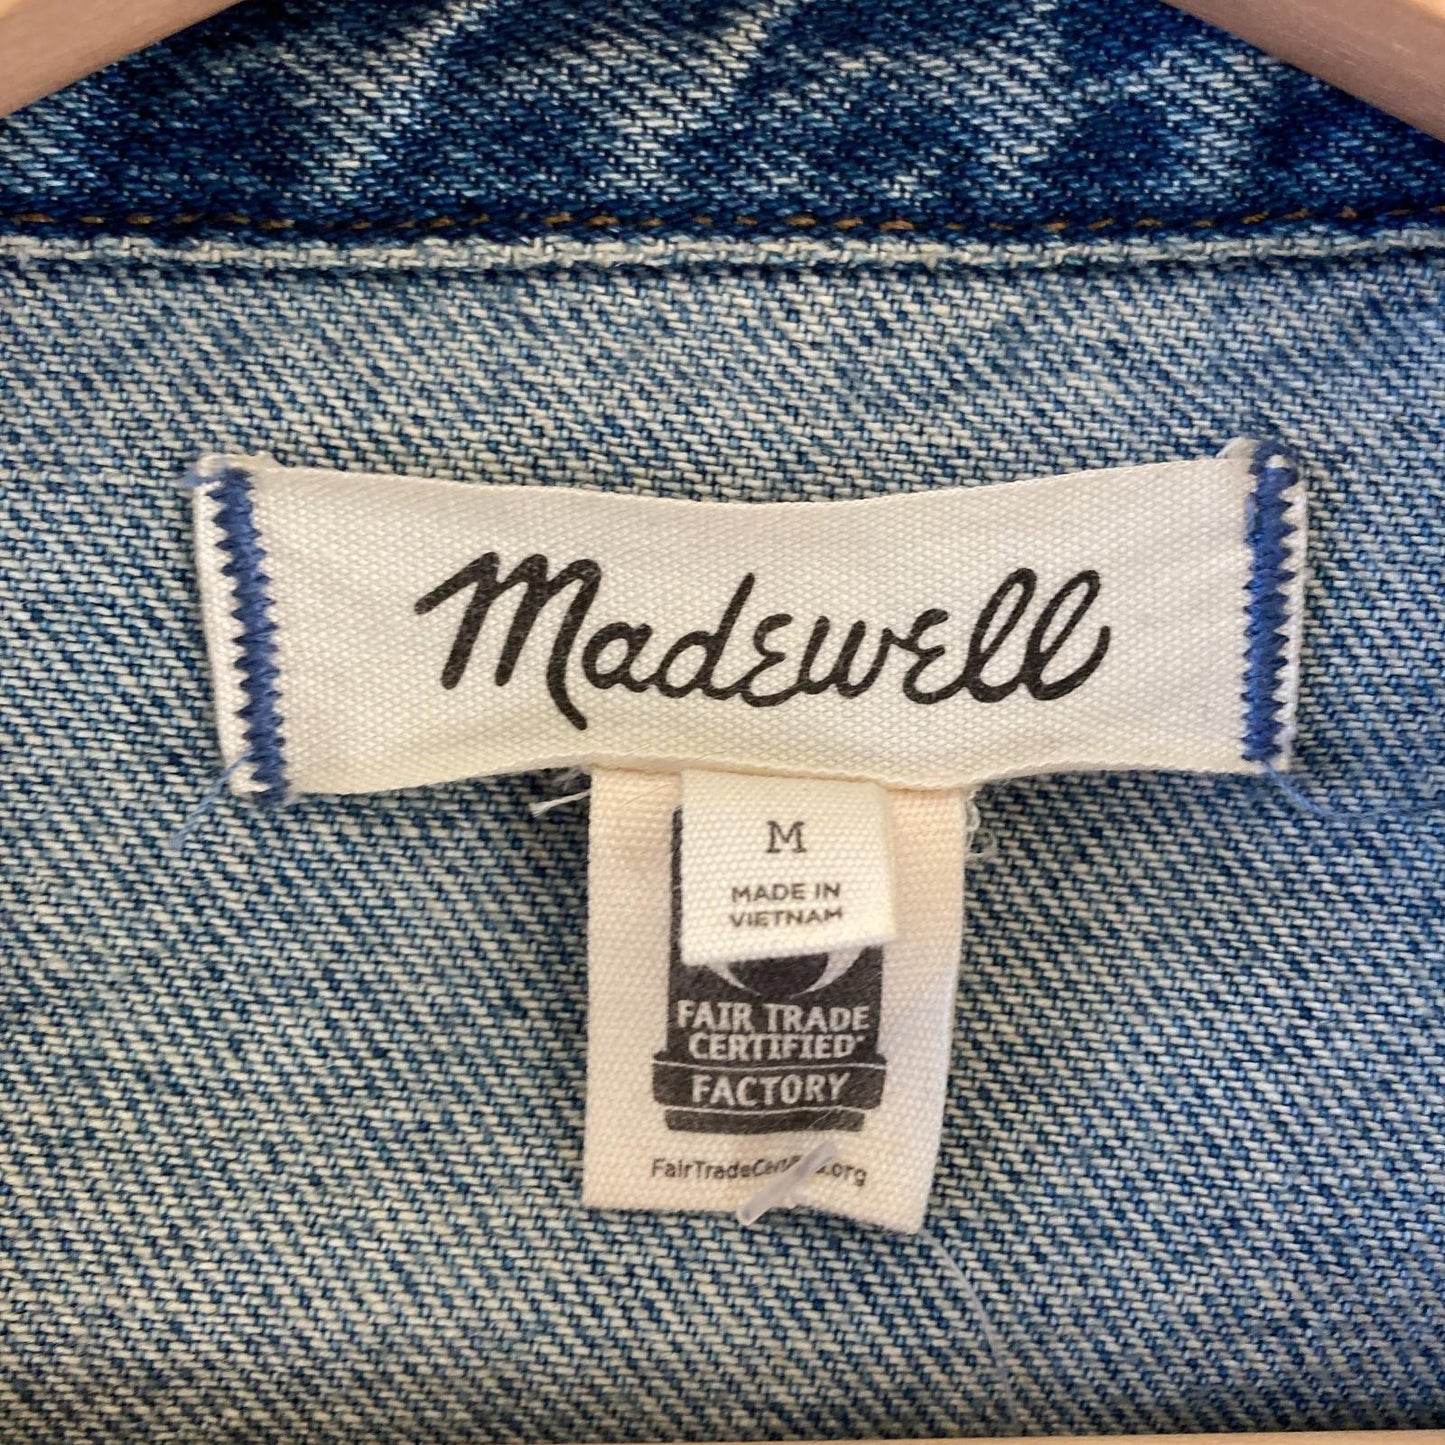 Madewell
M
MADE IN
VIETNAM
FAIR TRADE
CERTIFIED
FACTORY